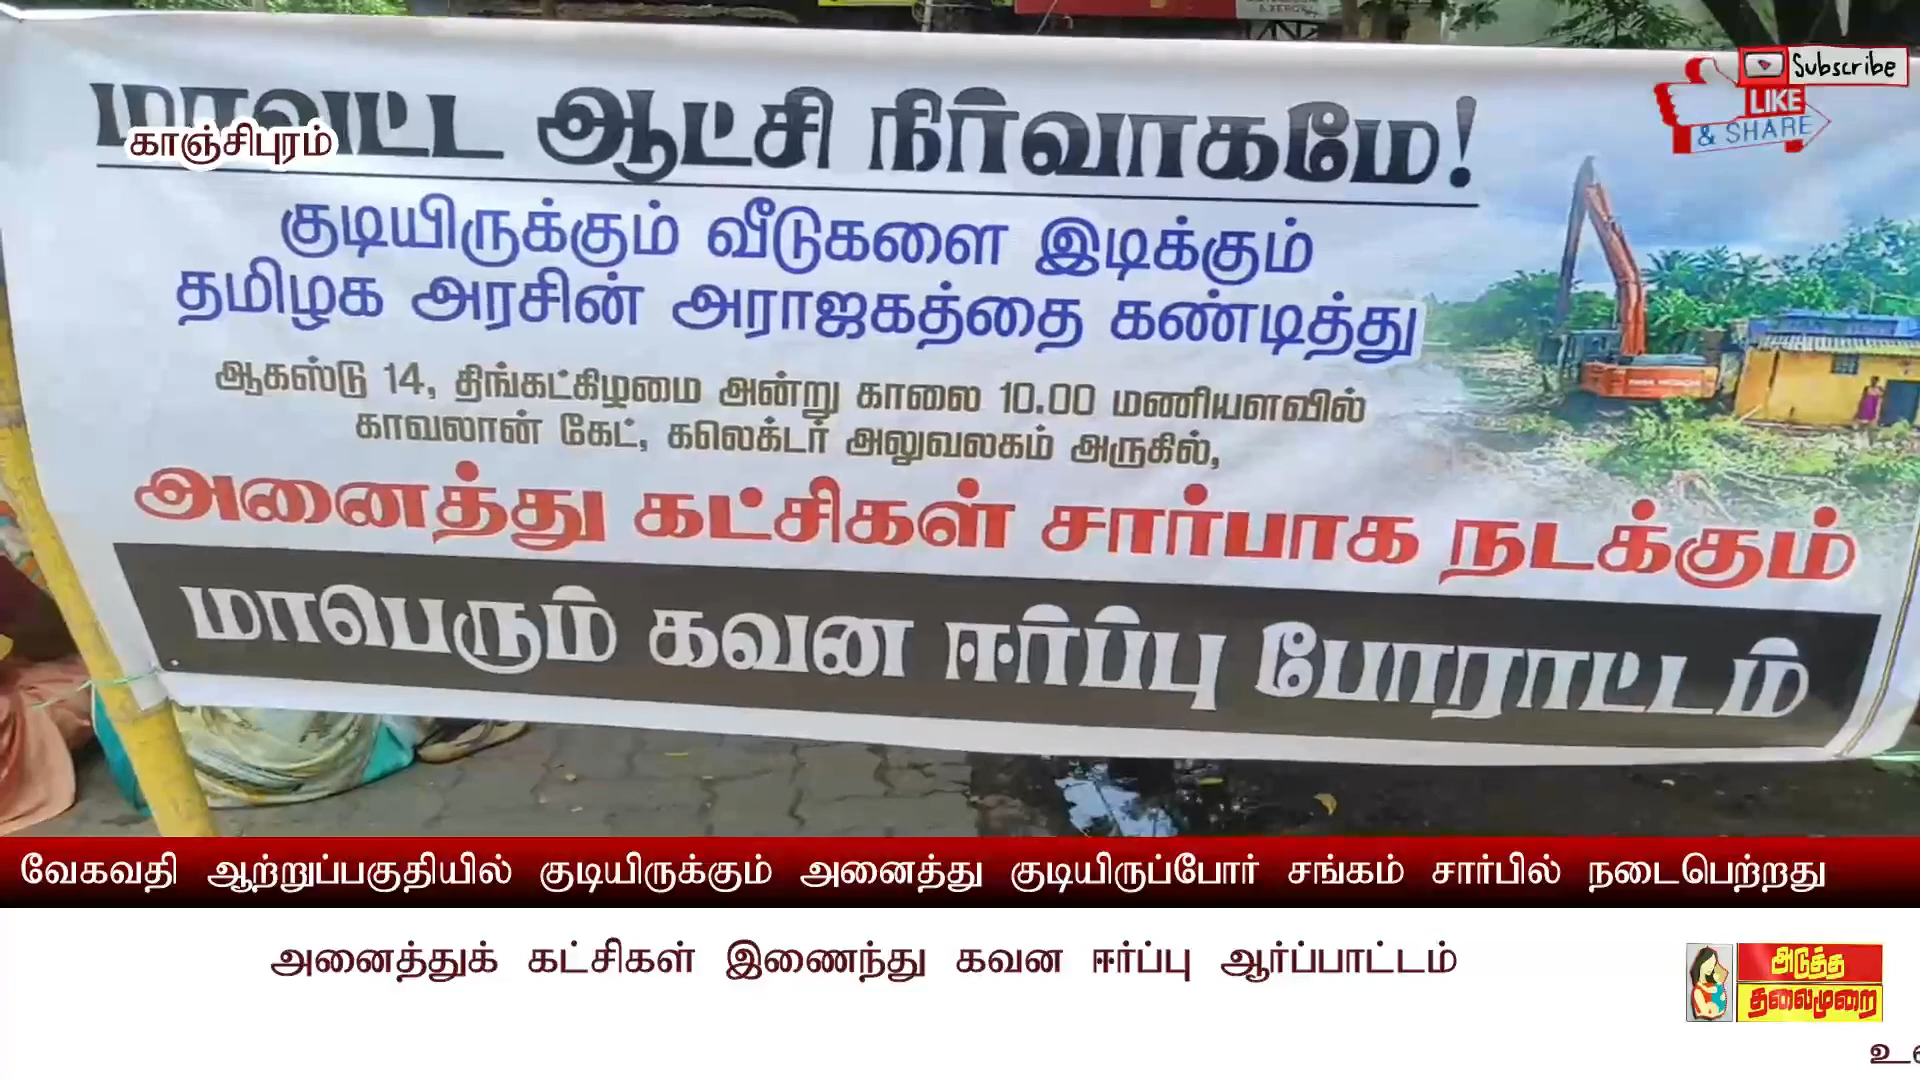 மாவட்ட ஆட்சி நிர்வாகமே!
காஞ்சிபுரம்
Subscribe
LIKE
& SHARE
குடியிருக்கும் வீடுகளை இடிக்கும்
தமிழக அரசின் அராஜகத்தை கண்டித்து
ஆகஸ்டு 14, திங்கட்கிழமை அன்று காலை 10.00 மணியளவில்
காவலான் கேட், கலெக்டர் அலுவலகம் அருகில்,
அனைத்து கட்சிகள் சார்பாக நடக்கும்
மாபெரும் கவன ஈர்ப்பு போராட்டம்
வேகவதி ஆற்றுப்பகுதியில் குடியிருக்கும் அனைத்து குடியிருப்போர் சங்கம் சார்பில் நடைபெற்றது
அனைத்துக் கட்சிகள் இணைந்து கவன ஈர்ப்பு ஆர்ப்பாட்டம்
அடுத்த
தலைமுறை